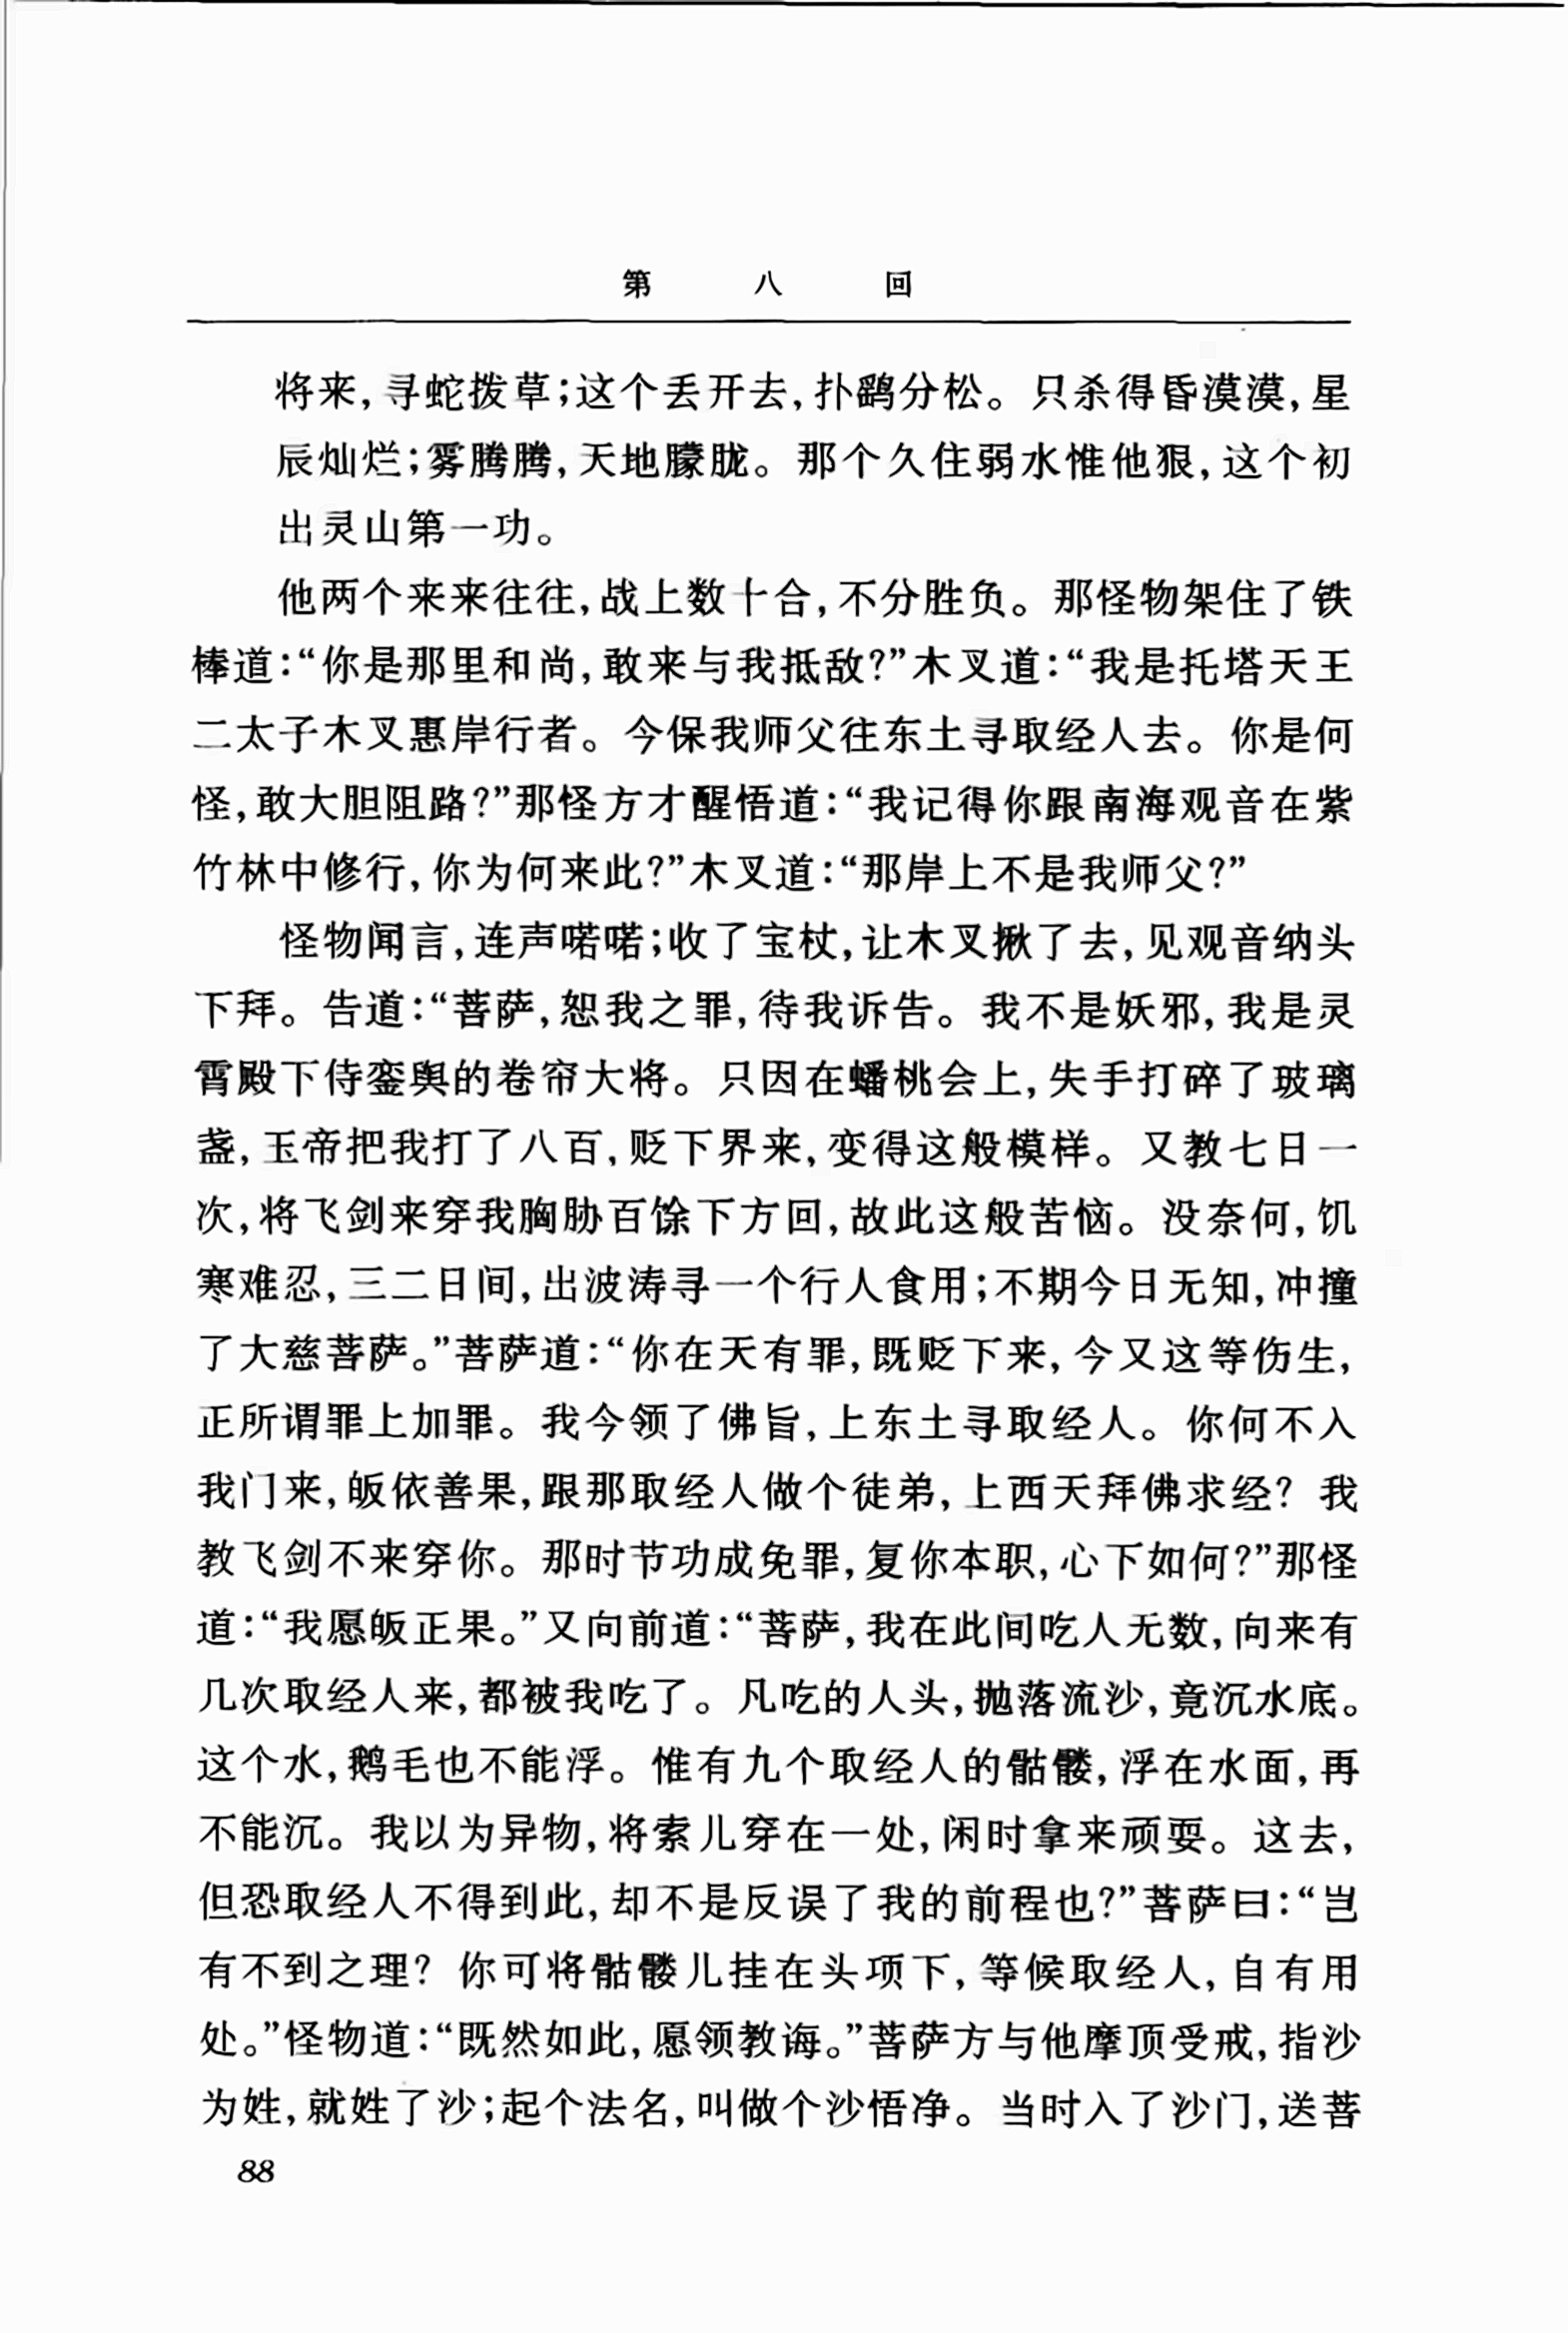 第八回
将来,寻蛇拨草;这个丢开去,扑鹞分松。只杀得昏漠漠,星
辰灿烂;雾腾腾,天地朦胧。那个久住弱水惟他狠,这个初
出灵山第一功。
他两个来来往往,战上数十合,不分胜负。那怪物架住了铁
棒道:“你是那里和尚,敢来与我抵敌?”木叉道:“我是托塔天王
二太子木叉惠岸行者。今保我师父往东土寻取经人去。你是何
怪,敢大胆阻路?”那怪方才醒悟道:“我记得你跟南海观音在紫
竹林中修行,你为何来此?”木叉道:“那岸上不是我师父?”
怪物闻言,连声喏喏;收了宝杖,让木叉揪了去,见观音纳头
下拜。告道:“菩萨,恕我之罪,待我诉告。我不是妖邪,我是灵
霄殿下侍銮舆的卷帘大将。只因在蟠桃会上,失手打碎了玻璃
盏,玉帝把我打了八百,贬下界来,变得这般模样。又教七日一
次,将飞剑来穿我胸胁百馀下方回,故此这般苦恼。没奈何,饥
寒难忍,三二日间,出波涛寻一个行人食用;不期今日无知,冲撞
了大慈菩萨。”菩萨道:“你在天有罪,既贬下来,今又这等伤生,
正所谓罪上加罪。我今领了佛旨,上东土寻取经人。你何不入
我门来,皈依善果,跟那取经人做个徒弟,上西天拜佛求经?我
教飞剑不来穿你。那时节功成免罪,复你本职,心下如何?”那怪
道:“我愿皈正果。”又向前道:“菩萨,我在此间吃人无数,向来有
几次取经人来,都被我吃了。凡吃的人头,抛落流沙,竟沉水底。
这个水,鹅毛也不能浮。惟有九个取经人的骷髅,浮在水面,再
不能沉。我以为异物,将索儿穿在一处,闲时拿来顽耍。这去,
但恐取经人不得到此,却不是反误了我的前程也?”菩萨曰:“岂
有不到之理?你可将骷髅儿挂在头项下,等候取经人,自有用
处。”怪物道:“既然如此,愿领教诲。”菩萨方与他摩顶受戒,指沙
为姓,就姓了沙;起个法名,叫做个沙悟净。当时入了沙门,送菩
88